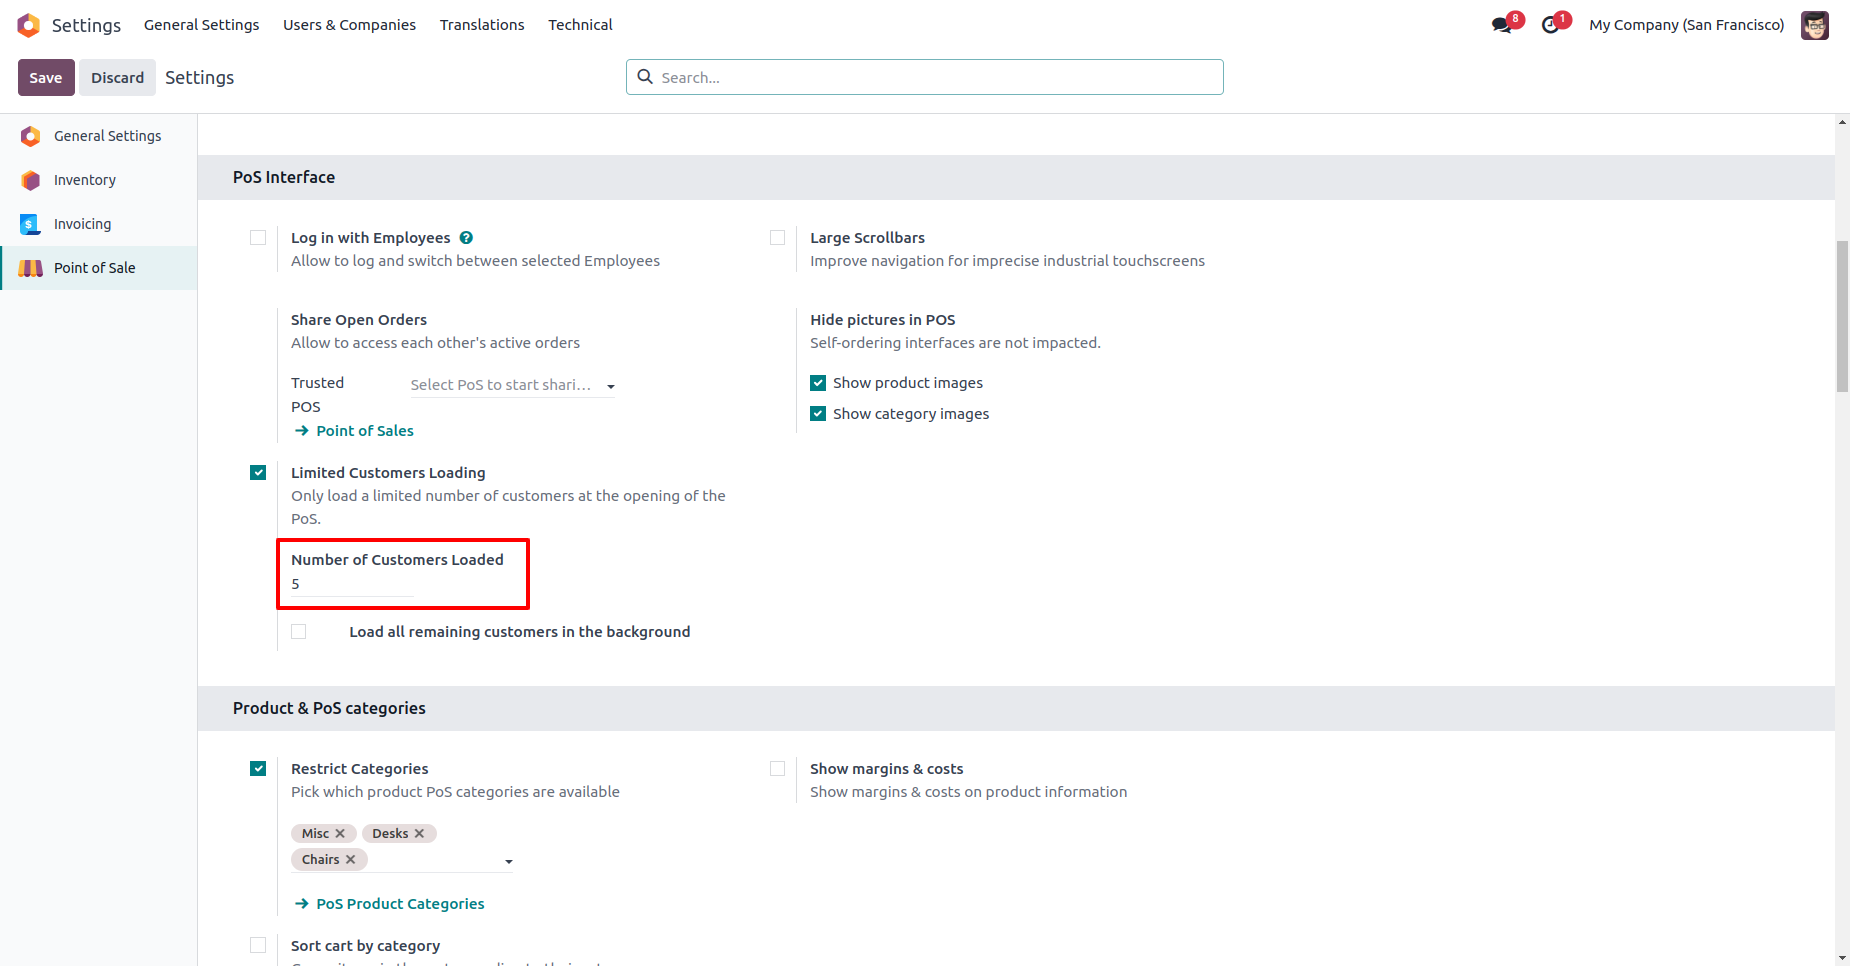 Settings General Settings Users & Companies Translations Technical 8 1 My Company (San Francisco)
Save Discard Settings Search...
General Settings
Inventory
Invoicing
Point of Sale
PoS Interface
Log in with Employees ?
Allow to log and switch between selected Employees
Large Scrollbars
Improve navigation for imprecise industrial touchscreens
Share Open Orders
Allow to access each other's active orders
Trusted POS Select PoS to start shari...
Point of Sales
Hide pictures in POS
Self-ordering interfaces are not impacted.
Show product images
Show category images
Limited Customers Loading
Only load a limited number of customers at the opening of the
PoS.
Number of Customers Loaded
5
Load all remaining customers in the background
Product & PoS categories
Restrict Categories
Pick which product PoS categories are available
Misc Desks
Chairs
PoS Product Categories
Show margins & costs
Show margins & costs on product information
Sort cart by category